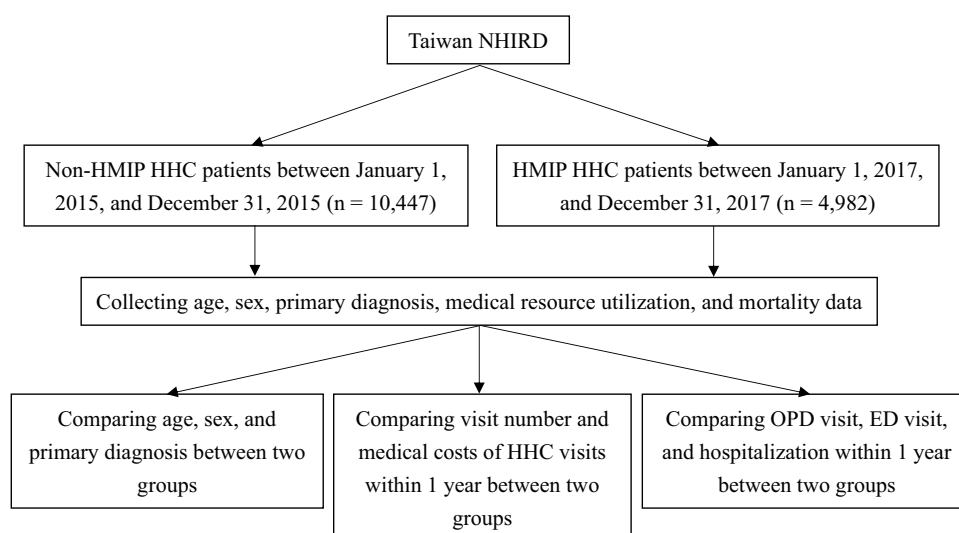 Taiwan NHIRD
Non-HMIP HHC patients between January 1,
2015, and December 31, 2015 (n = 10,447)
HMIP HHC patients between January 1, 2017,
and December 31, 2017 (n = 4,982)
Collecting age, sex, primary diagnosis, medical resource utilization, and mortality data
Comparing age, sex, and
primary diagnosis between two
groups
Comparing visit number and
medical costs of HHC visits
within 1 year between two
groups
Comparing OPD visit, ED visit,
and hospitalization within 1 year
between two groups